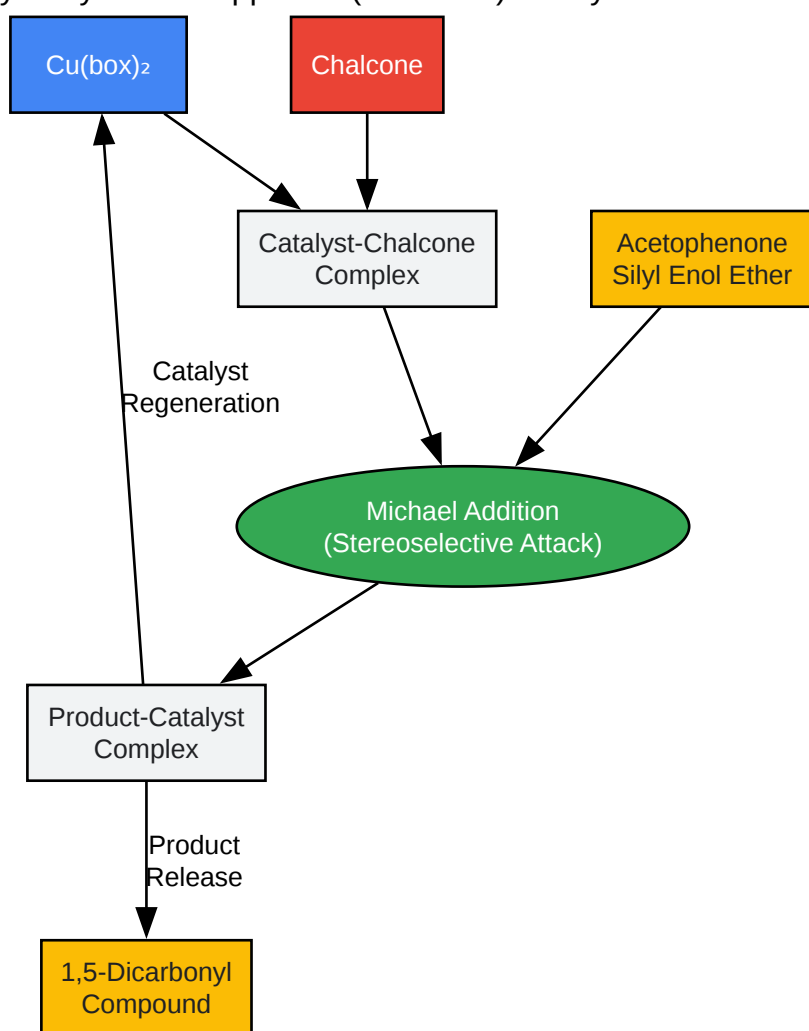 Cu(box)₂
Chalcone
Catalyst-Chalcone
Complex
Acetophenone
Silyl Enol Ether
Catalyst
Regeneration
Michael Addition
(Stereoselective Attack)
Product-Catalyst
Complex
Product
Release
1,5-Dicarbonyl
Compound